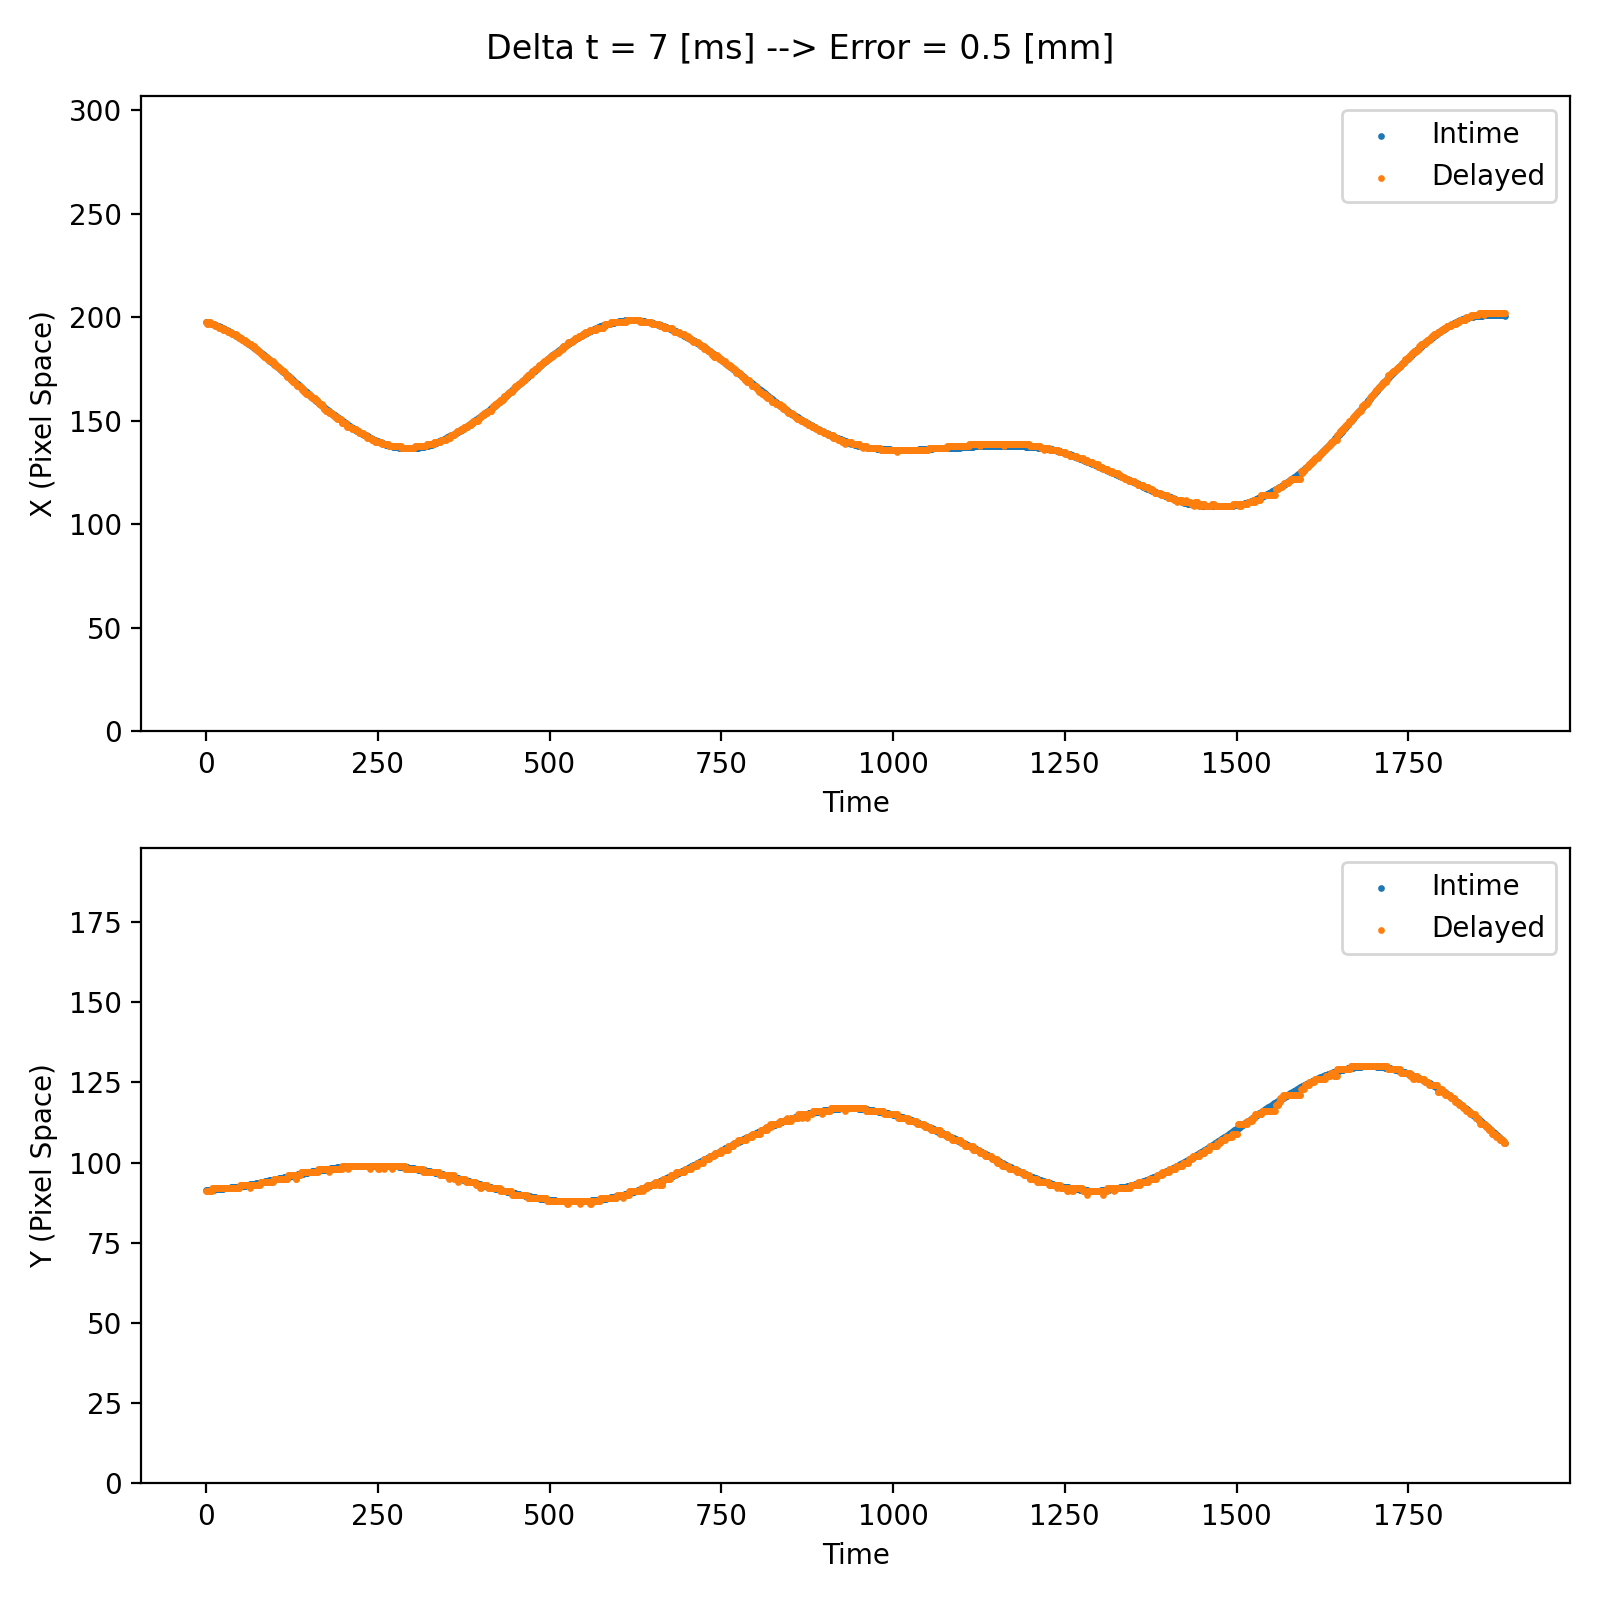 Delta t = 7 [ms] --> Error = 0.5 [mm]
300
250
200
150
100
50
0
X (Pixel Space)
Intime
Delayed
0 250 500 750 1000 1250 1500 1750
Time
175
150
125
100
75
50
25
0
Y (Pixel Space)
Intime
Delayed
0 250 500 750 1000 1250 1500 1750
Time